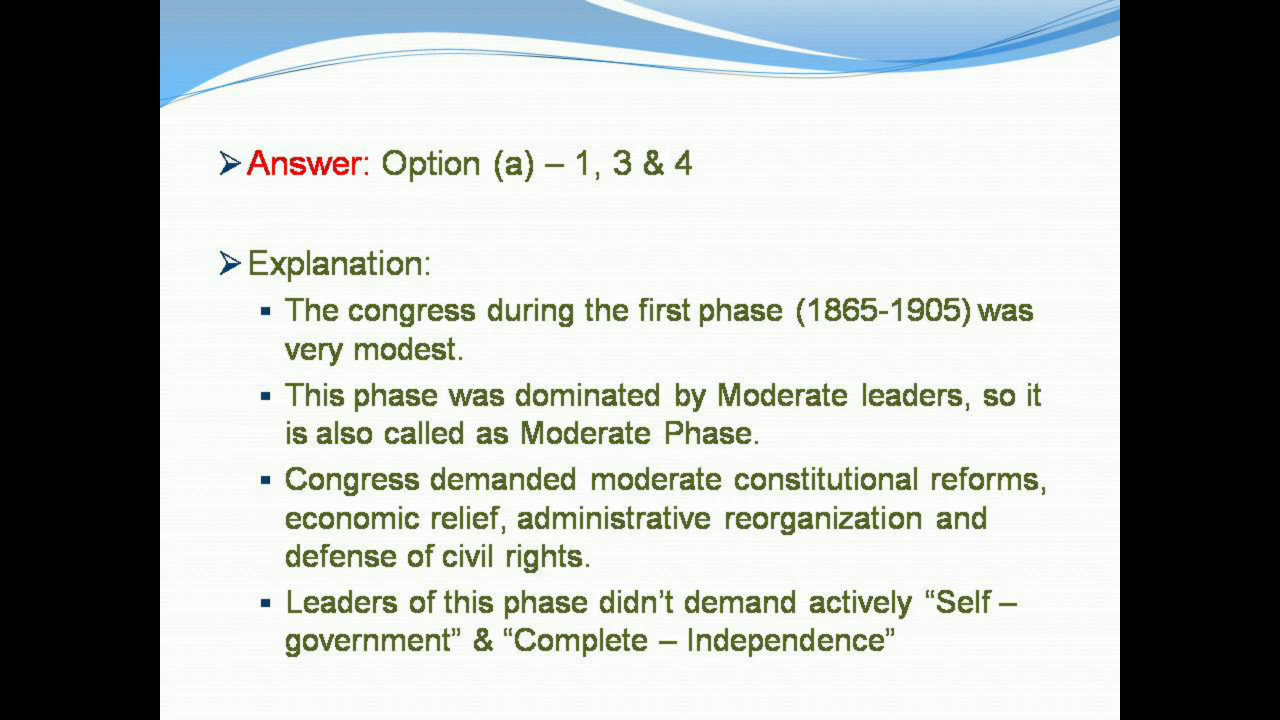 ➢Answer: Option (a) – 1, 3 & 4
➢Explanation:
▪ The congress during the first phase (1865-1905) was
very modest.
▪ This phase was dominated by Moderate leaders, so it
is also called as Moderate Phase.
▪ Congress demanded moderate constitutional reforms,
economic relief, administrative reorganization and
defense of civil rights.
▪ Leaders of this phase didn’t demand actively “Self –
government” & “Complete – Independence”